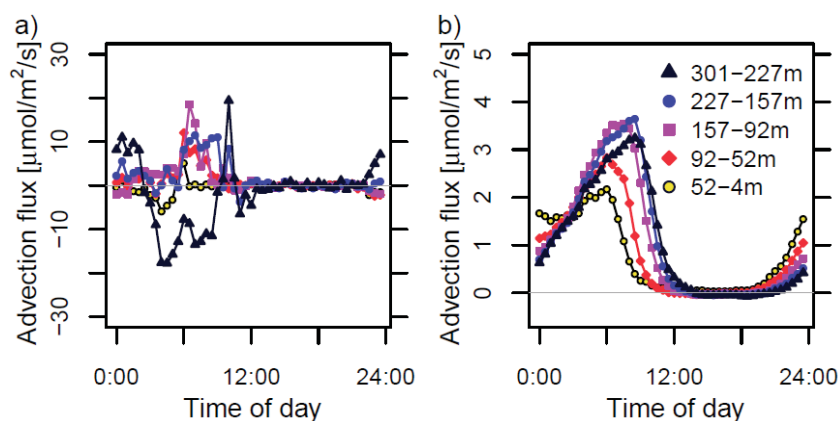 a)
Advection flux [μmol/m²/s]
30
10
−10
−30
0:00 12:00 24:00
Time of day
b)
Advection flux [μmol/m²/s]
5
4
3
2
1
0
301−227m
227−157m
157−92m
92−52m
52−4m
0:00 12:00 24:00
Time of day